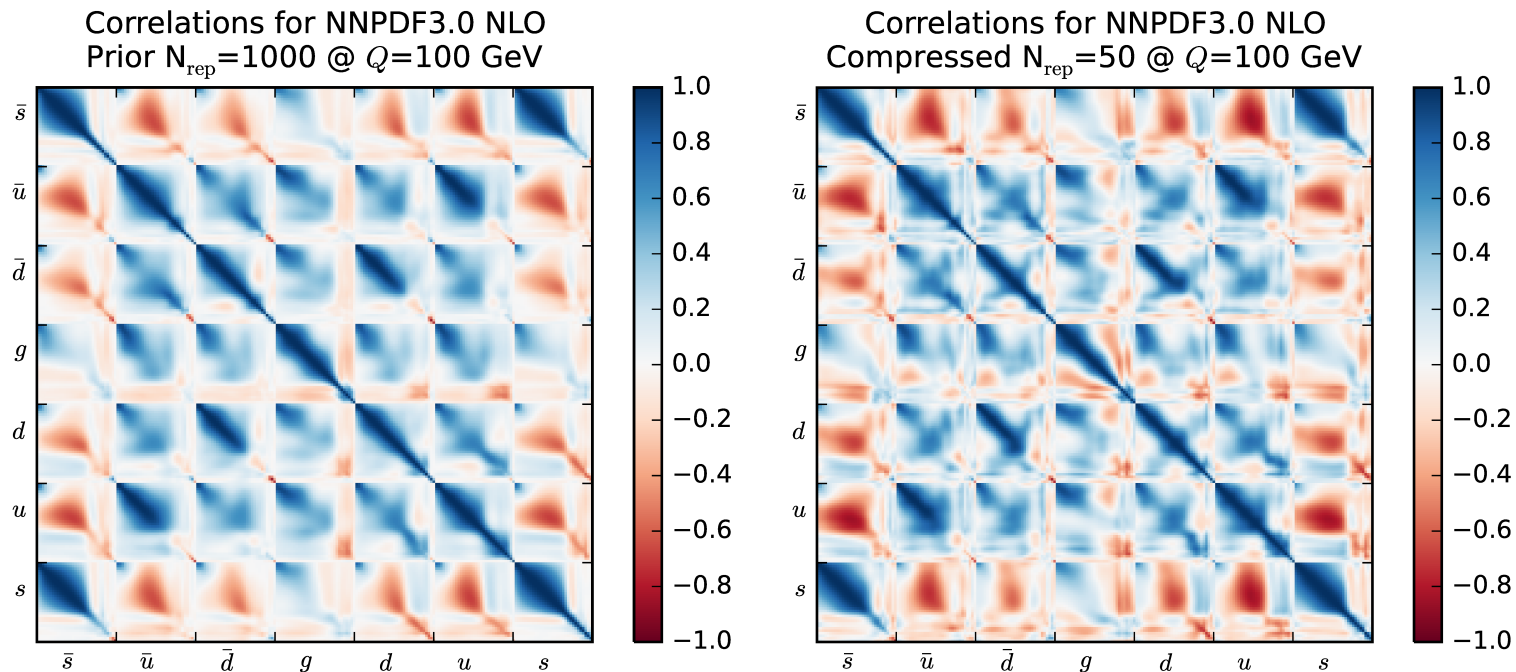 Correlations for NNPDF3.0 NLO
Prior N_rep=1000 @ Q=100 GeV
s̄
ū
d̄
g
d
u
s
s̄ ū d̄ g d u s
1.0
0.8
0.6
0.4
0.2
0.0
−0.2
−0.4
−0.6
−0.8
−1.0
Correlations for NNPDF3.0 NLO
Compressed N_rep=50 @ Q=100 GeV
s̄
ū
d̄
g
d
u
s
s̄ ū d̄ g d u s
1.0
0.8
0.6
0.4
0.2
0.0
−0.2
−0.4
−0.6
−0.8
−1.0